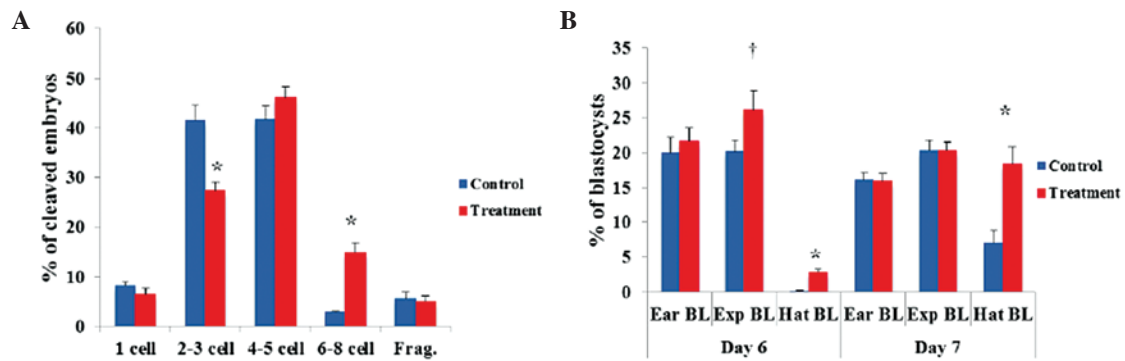 A
% of cleaved embryos
60
50
40
30
20
10
0
*
*
1 cell
2-3 cell
4-5 cell
6-8 cell
Frag.
Control
Treatment
B
% of blastocysts
35
30
25
20
15
10
5
0
†
*
*
Ear BL
Exp BL
Hat BL
Ear BL
Exp BL
Hat BL
Day 6
Day 7
Control
Treatment